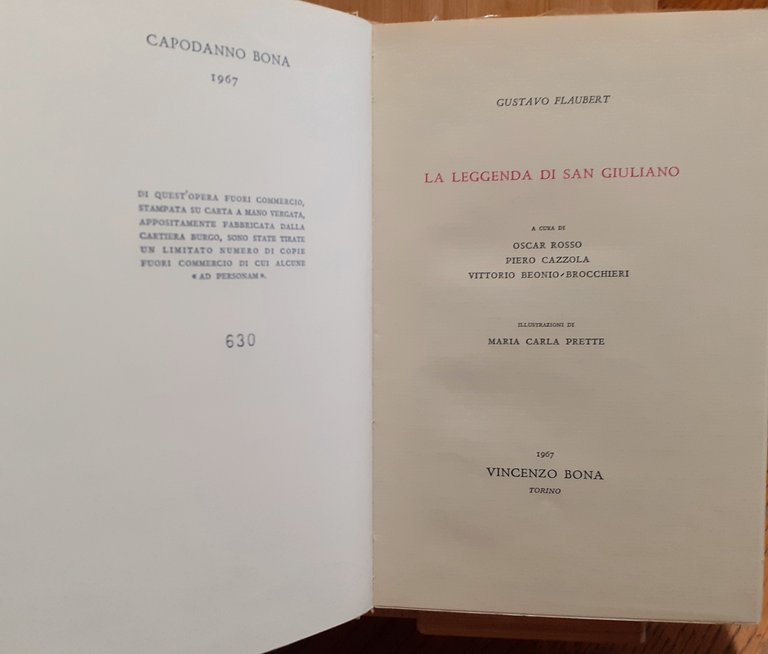 CAPODANNO BONA
1967
DI QUEST'OPERA FUORI COMMERCIO,
STAMPATA SU CARTA A MANO VERGATA,
APPOSITAMENTE FABBRICATA DALLA
CARTIERA BURGO, SONO STATE TIRATE
UN LIMITATO NUMERO DI COPIE
FUORI COMMERCIO DI CUI ALCUNE
« AD PERSONAM ».
630
GUSTAVO FLAUBERT
LA LEGGENDA DI SAN GIULIANO
A CURA DI
OSCAR ROSSO
PIERO CAZZOLA
VITTORIO BEONIO-BROCCHIERI
ILLUSTRAZIONI DI
MARIA CARLA PRETTE
1967
VINCENZO BONA
TORINO